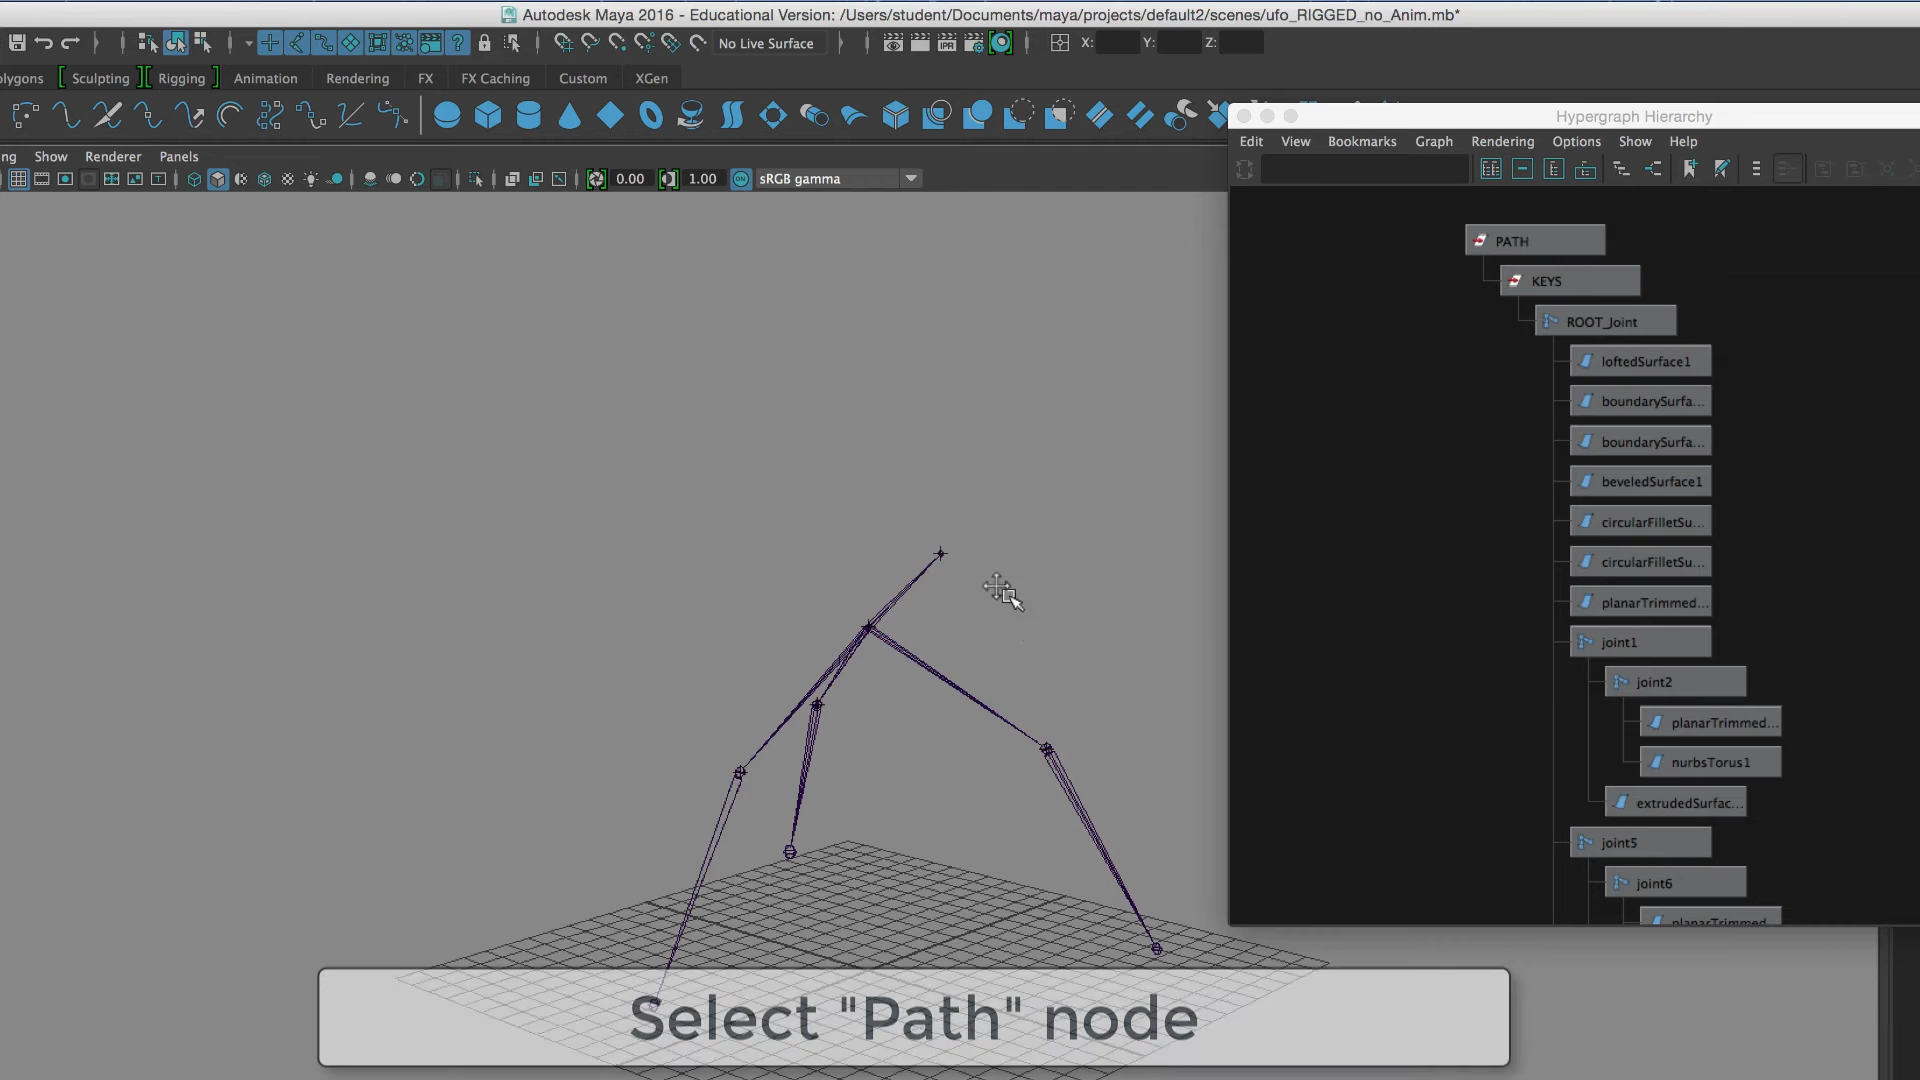 Autodesk Maya 2016 - Educational Version: /Users/student/Documents/maya/projects/default2/scenes/ufo_RIGGED_no_Anim.mb*
No Live Surface
X:
Y:
Z:
olygons
Sculpting
Rigging
Animation
Rendering
FX
FX Caching
Custom
XGen
Hypergraph Hierarchy
ng
Show
Renderer
Panels
Edit
View
Bookmarks
Graph
Rendering
Options
Show
Help
0.00
1.00
sRGB gamma
PATH
KEYS
ROOT_Joint
loftedSurface1
boundarySurfa...
boundarySurfa...
beveledSurface1
circularFilletSu...
circularFilletSu...
planarTrimmed...
joint1
joint2
planarTrimmed...
nurbsTorus1
extrudedSurfac...
joint5
joint6
planarTrimmed
Select "Path" node